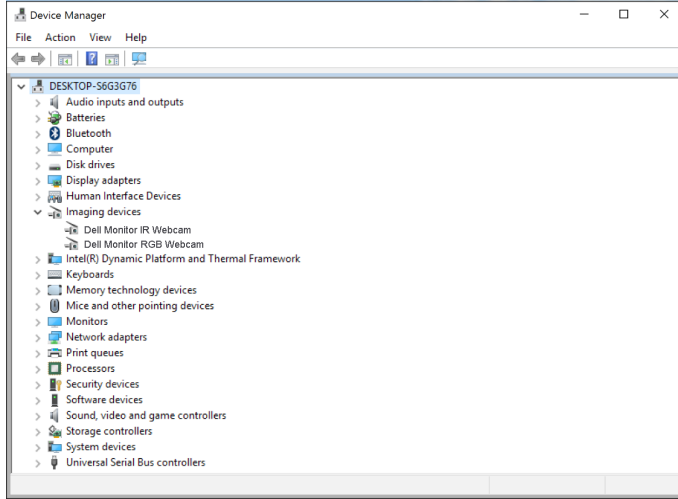 Device Manager
File Action View Help
DESKTOP-S6G3G76
Audio inputs and outputs
Batteries
Bluetooth
Computer
Disk drives
Display adapters
Human Interface Devices
Imaging devices
Dell Monitor IR Webcam
Dell Monitor RGB Webcam
Intel(R) Dynamic Platform and Thermal Framework
Keyboards
Memory technology devices
Mice and other pointing devices
Monitors
Network adapters
Print queues
Processors
Security devices
Software devices
Sound, video and game controllers
Storage controllers
System devices
Universal Serial Bus controllers